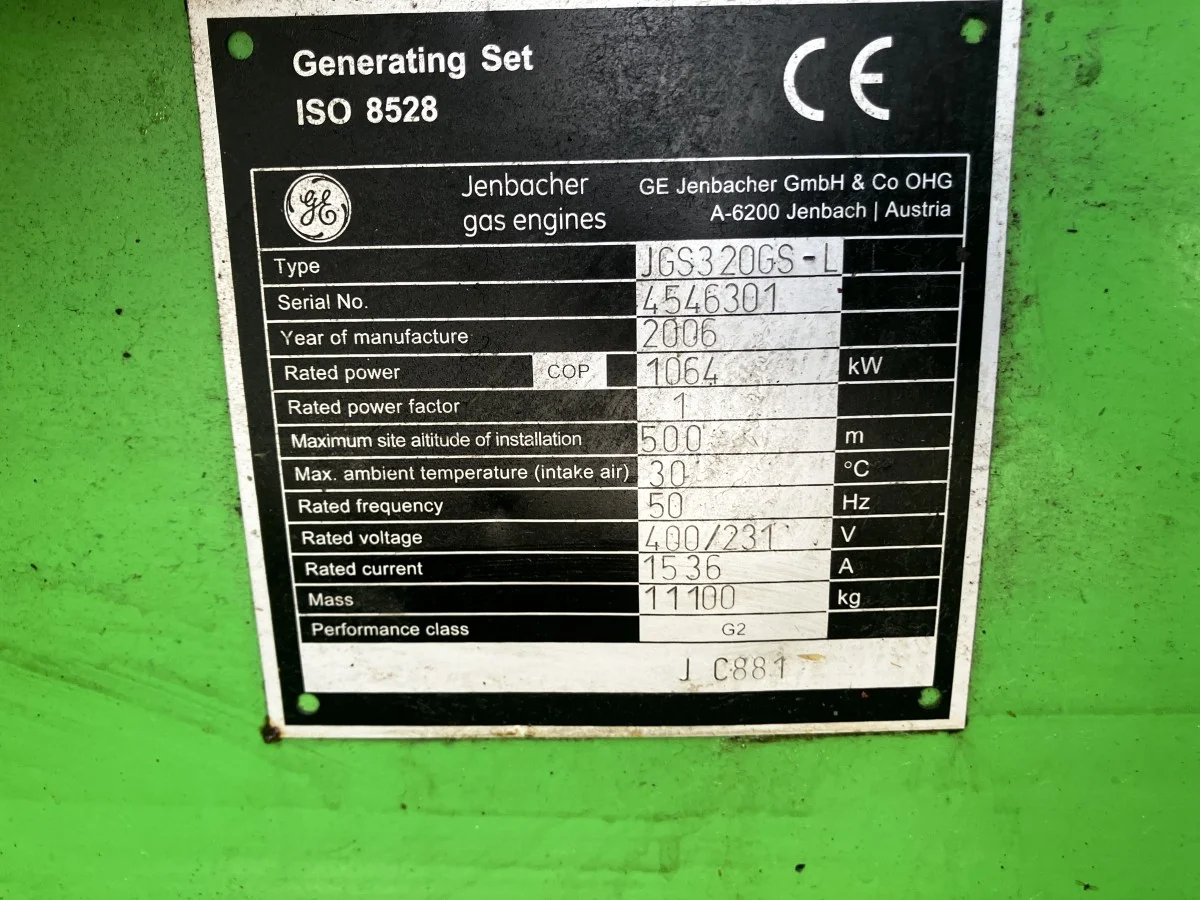 Generating Set
ISO 8528
CE
GE
Jenbacher
gas engines
GE Jenbacher GmbH & Co OHG
A-6200 Jenbach | Austria
Type JGS320GS-L L
Serial No. 4546301
Year of manufacture 2006
Rated power COP 1064 kW
Rated power factor 1
Maximum site altitude of installation 500 m
Max. ambient temperature (intake air) 30 °C
Rated frequency 50 Hz
Rated voltage 400/231 V
Rated current 1536 A
Mass 11100 kg
Performance class G2
J C881